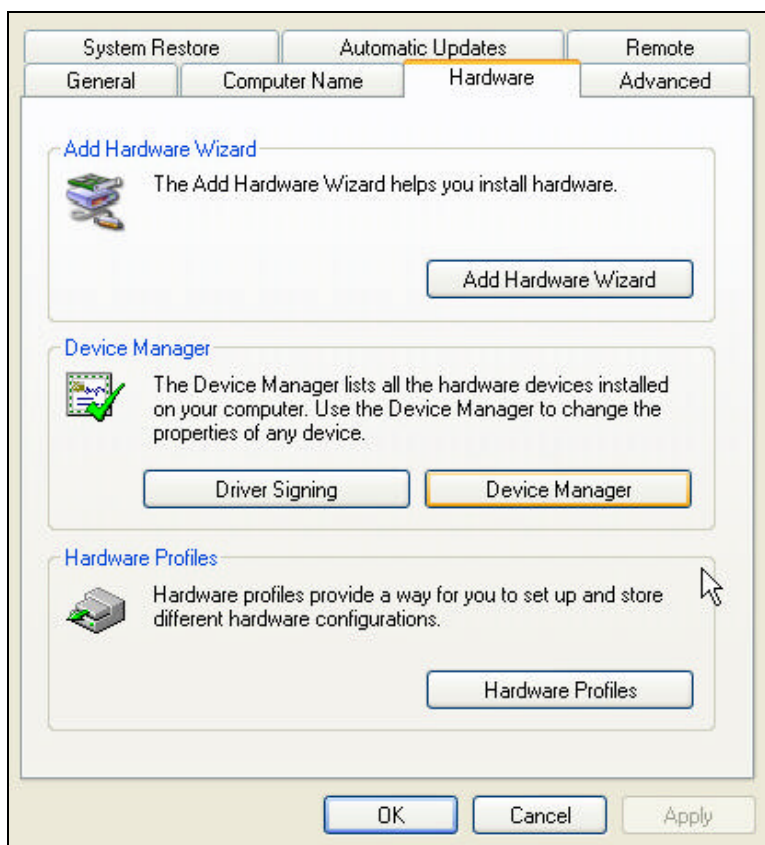 System Restore
Automatic Updates
Remote
General
Computer Name
Hardware
Advanced
Add Hardware Wizard
The Add Hardware Wizard helps you install hardware.
Add Hardware Wizard
Device Manager
The Device Manager lists all the hardware devices installed
on your computer. Use the Device Manager to change the
properties of any device.
Driver Signing
Device Manager
Hardware Profiles
Hardware profiles provide a way for you to set up and store
different hardware configurations.
Hardware Profiles
OK
Cancel
Apply